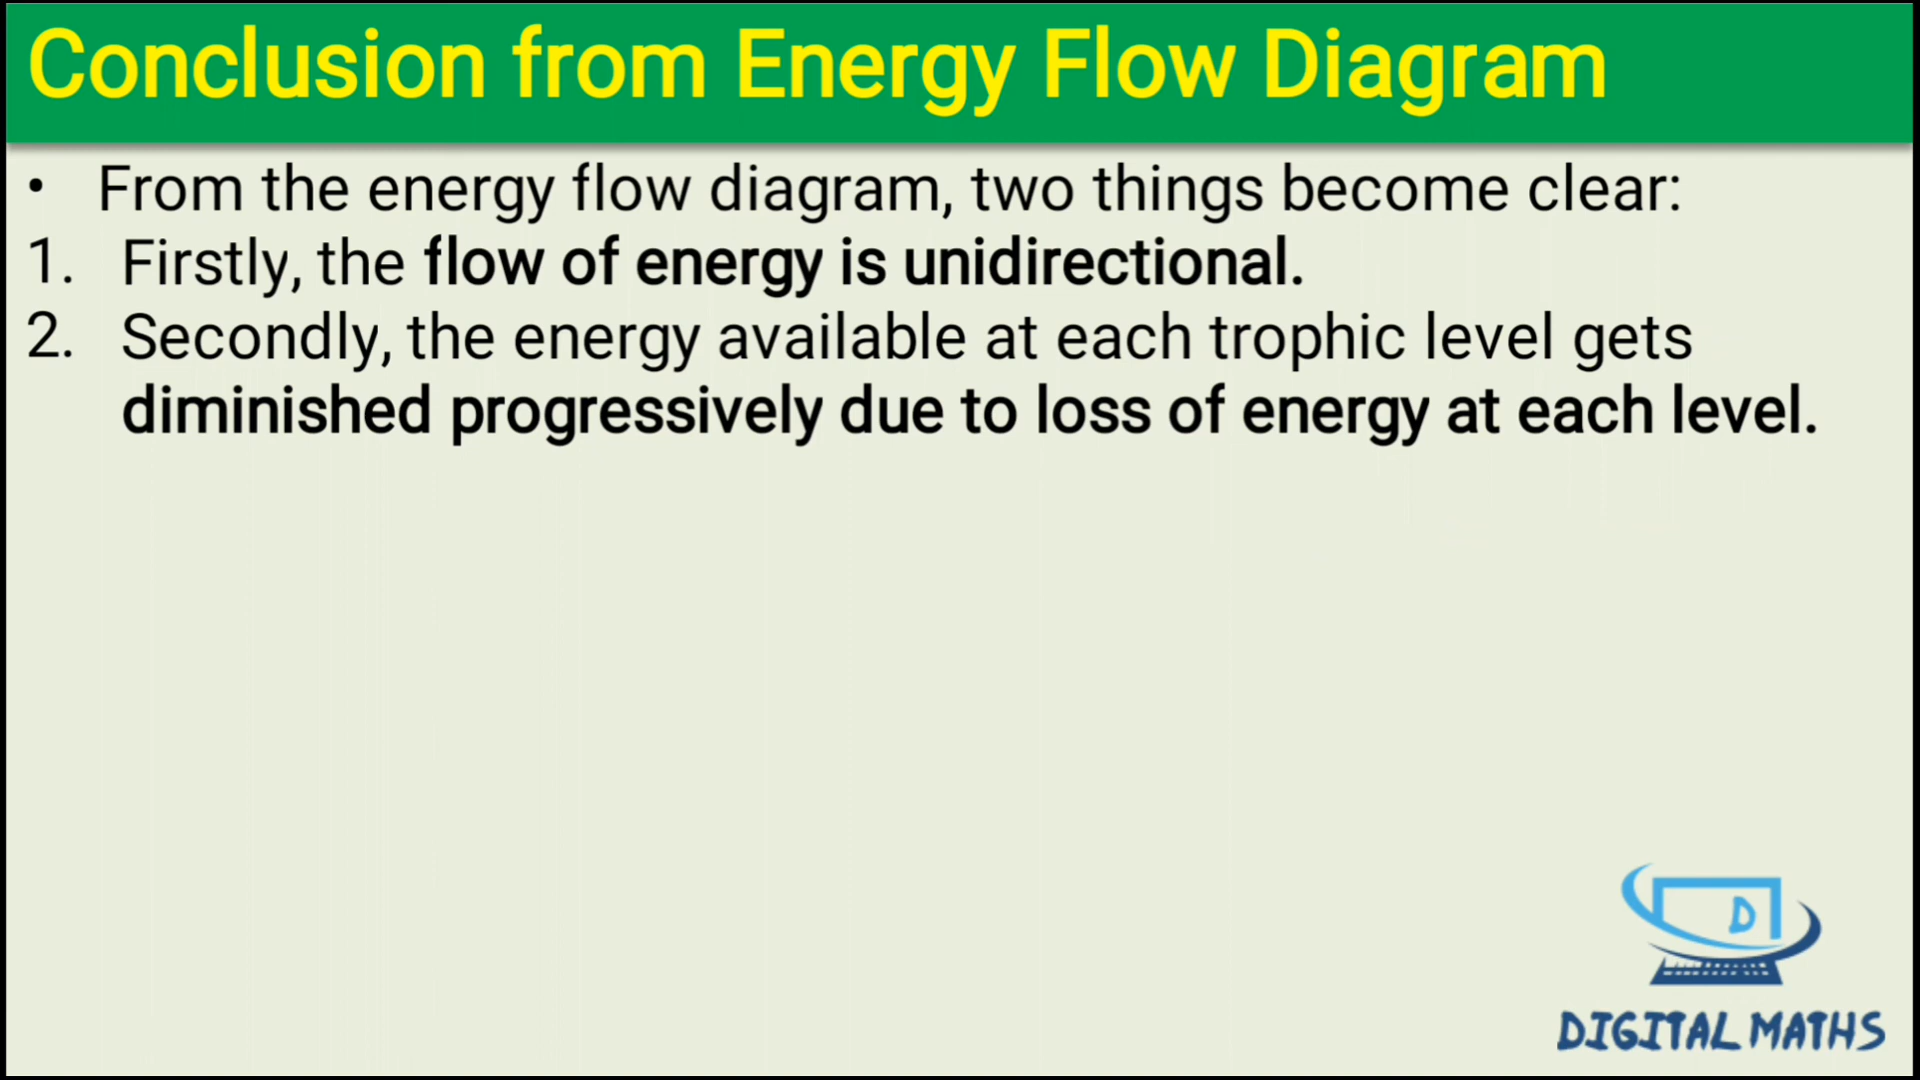 Conclusion from Energy Flow Diagram
• From the energy flow diagram, two things become clear:
1. Firstly, the flow of energy is unidirectional.
2. Secondly, the energy available at each trophic level gets
diminished progressively due to loss of energy at each level.
D
DIGITAL MATHS